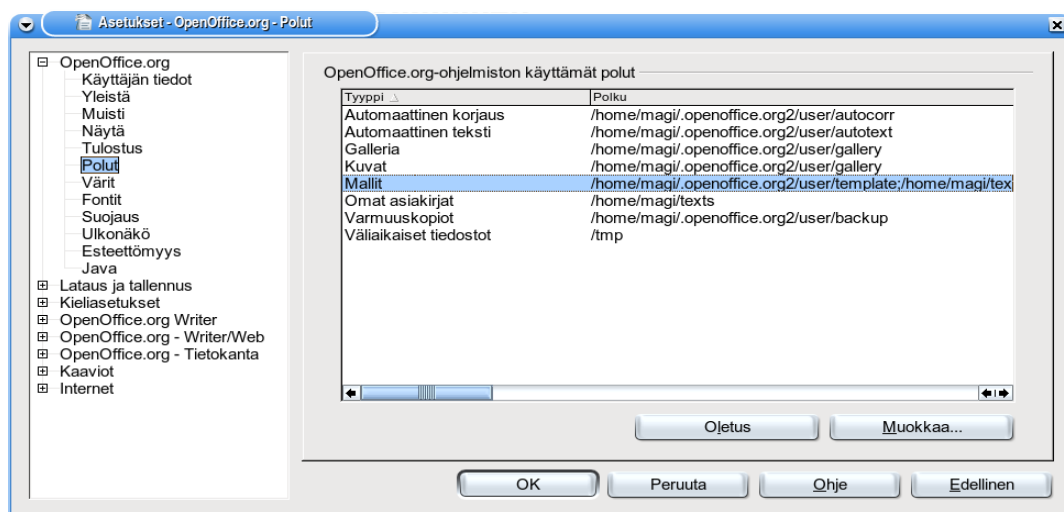 Asetukset - OpenOffice.org - Polut
OpenOffice.org
Käyttäjän tiedot
Yleistä
Muisti
Näytä
Tulostus
Polut
Värit
Fontit
Suojaus
Ulkonäkö
Esteettömyys
Java
Lataus ja tallennus
Kieliasetukset
OpenOffice.org Writer
OpenOffice.org - Writer/Web
OpenOffice.org - Tietokanta
Kaaviot
Internet
OpenOffice.org-ohjelmiston käyttämät polut
Tyyppi Polku
Automaattinen korjaus /home/magi/.openoffice.org2/user/autocorr
Automaattinen teksti /home/magi/.openoffice.org2/user/autotext
Galleria /home/magi/.openoffice.org2/user/gallery
Kuvat /home/magi/.openoffice.org2/user/gallery
Mallit /home/magi/.openoffice.org2/user/template;/home/magi/tex
Omat asiakirjat /home/magi/texts
Varmuuskopiot /home/magi/.openoffice.org2/user/backup
Väliaikaiset tiedostot /tmp
Oletus Muokkaa...
OK Peruuta Ohje Edellinen